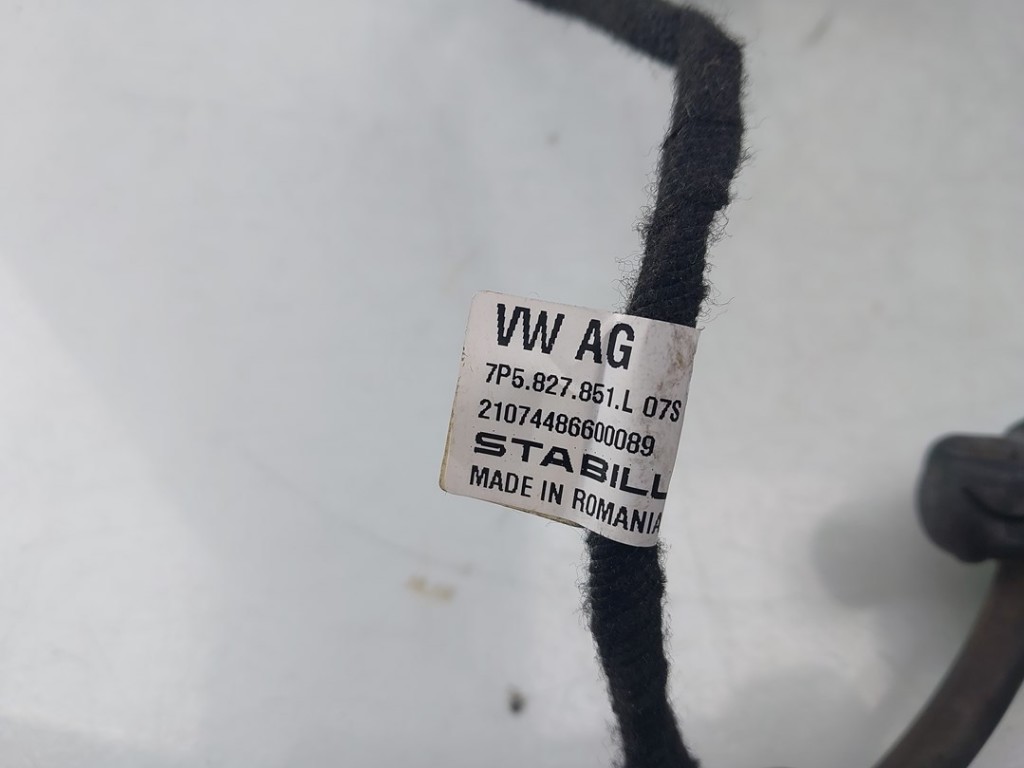 VW AG
7P5.827.851.L 07S
21074486600089
STABILL
MADE IN ROMANIA